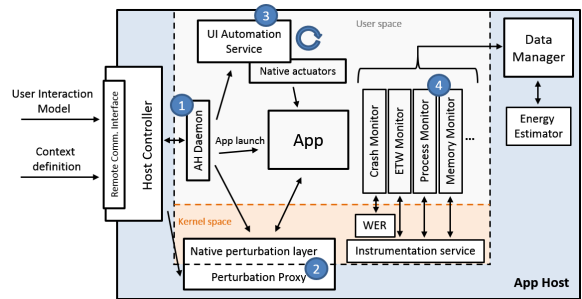 3
User space
UI Automation
Service
Native actuators
Data
Manager
User Interaction
Model
Context
definition
Remote Comm. Interface
Host Controller
1
AH Daemon
App launch
App
4
Crash Monitor
ETW Monitor
Process Monitor
Memory Monitor
...
Energy
Estimator
Kernel space
WER
Native perturbation layer
2
Perturbation Proxy
Instrumentation service
App Host